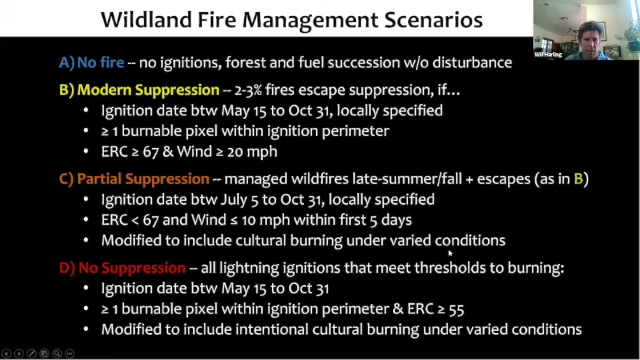 Wildland Fire Management Scenarios
Will Harling
A) No fire -- no ignitions, forest and fuel succession w/o disturbance
B) Modern Suppression -- 2-3% fires escape suppression, if…
• Ignition date btw May 15 to Oct 31, locally specified
• ≥ 1 burnable pixel within ignition perimeter
• ERC ≥ 67 & Wind ≥ 20 mph
C) Partial Suppression -- managed wildfires late-summer/fall + escapes (as in B)
• Ignition date btw July 5 to Oct 31, locally specified
• ERC < 67 and Wind ≤ 10 mph within first 5 days
• Modified to include cultural burning under varied conditions
D) No Suppression -- all lightning ignitions that meet thresholds to burning:
• Ignition date btw May 15 to Oct 31
• ≥ 1 burnable pixel within ignition perimeter & ERC ≥ 55
• Modified to include intentional cultural burning under varied conditions